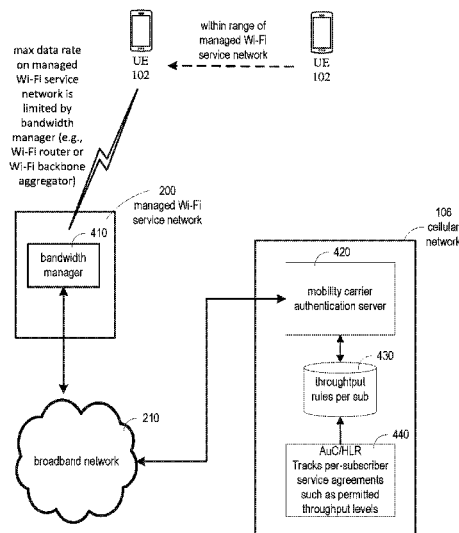 UE
102
within range of
managed Wi-Fi
service network
UE
102
max data rate
on managed
Wi-Fi service
network is
limited by
bandwidth
manager (e.g.,
Wi-Fi router or
Wi-Fi backbone
aggregator)
200
managed Wi-Fi
service network
410
bandwidth
manager
106
cellular
network
420
mobility carrier
authentication server
430
throughtput
rules per sub
440
AuC/HLR
Tracks per-subscriber
service agreements
such as permitted
throughput levels
210
broadband network